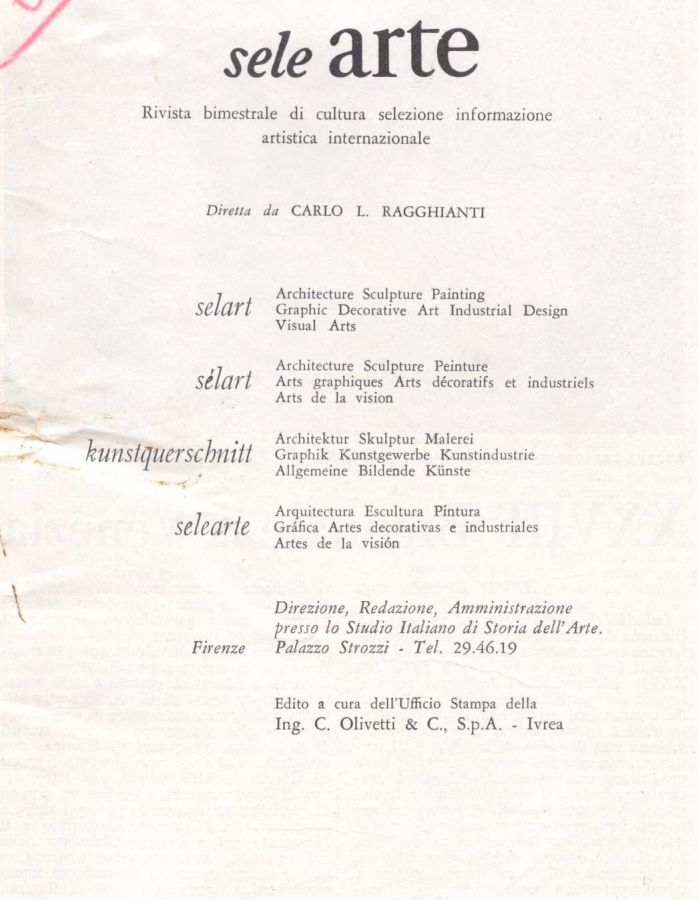 sele arte
Rivista bimestrale di cultura selezione informazione
artistica internazionale
Diretta da CARLO L. RAGGHIANTI
selart
Architecture Sculpture Painting
Graphic Decorative Art Industrial Design
Visual Arts
sélart
Architecture Sculpture Peinture
Arts graphiques Arts décoratifs et industriels
Arts de la vision
kunstquerschnitt
Architektur Skulptur Malerei
Graphik Kunstgewerbe Kunstindustrie
Allgemeine Bildende Künste
selearte
Arquitectura Escultura Pintura
Gráfica Artes decorativas e industriales
Artes de la visión
Direzione, Redazione, Amministrazione
presso lo Studio Italiano di Storia dell'Arte.
Firenze Palazzo Strozzi - Tel. 29.46.19
Edito a cura dell'Ufficio Stampa della
Ing. C. Olivetti & C., S.p.A. - Ivrea